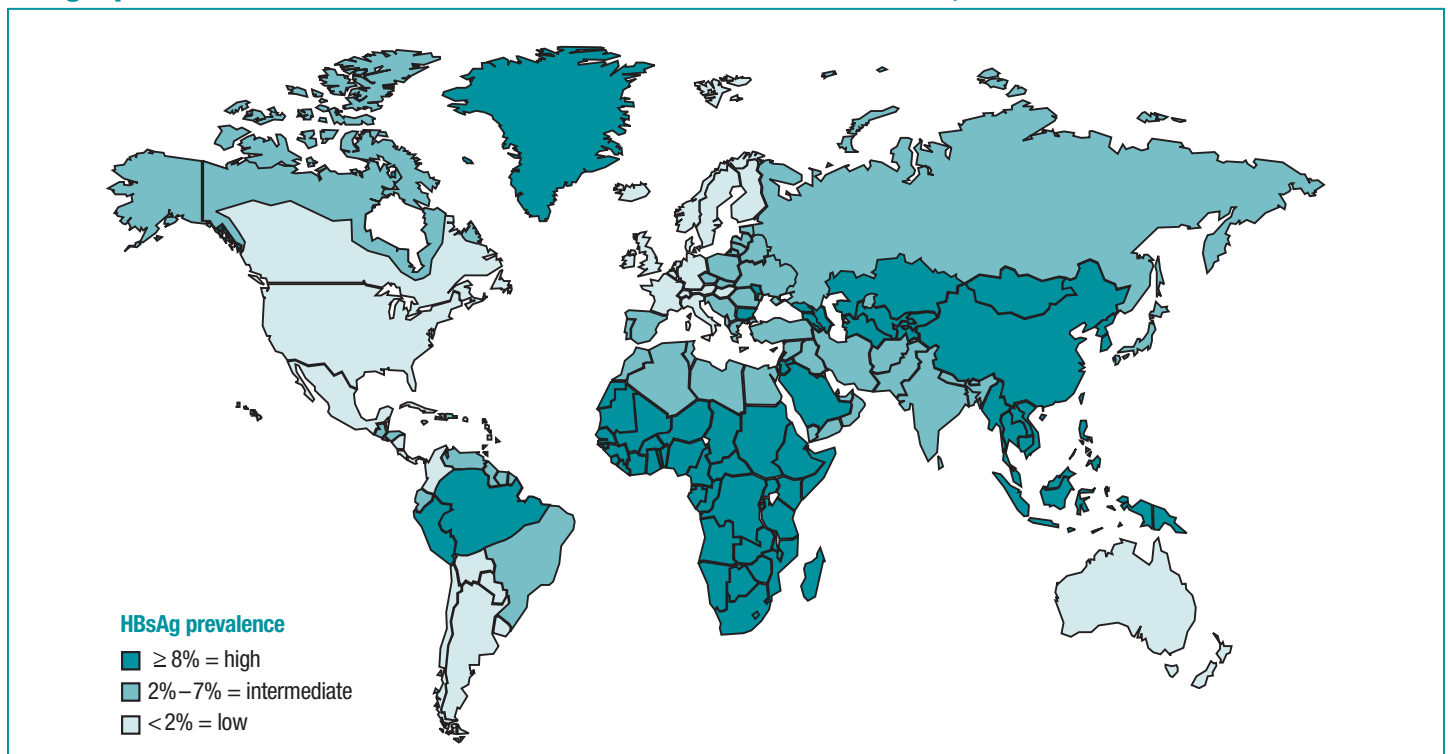 HBsAg prevalence
≥ 8% = high
2%–7% = intermediate
< 2% = low